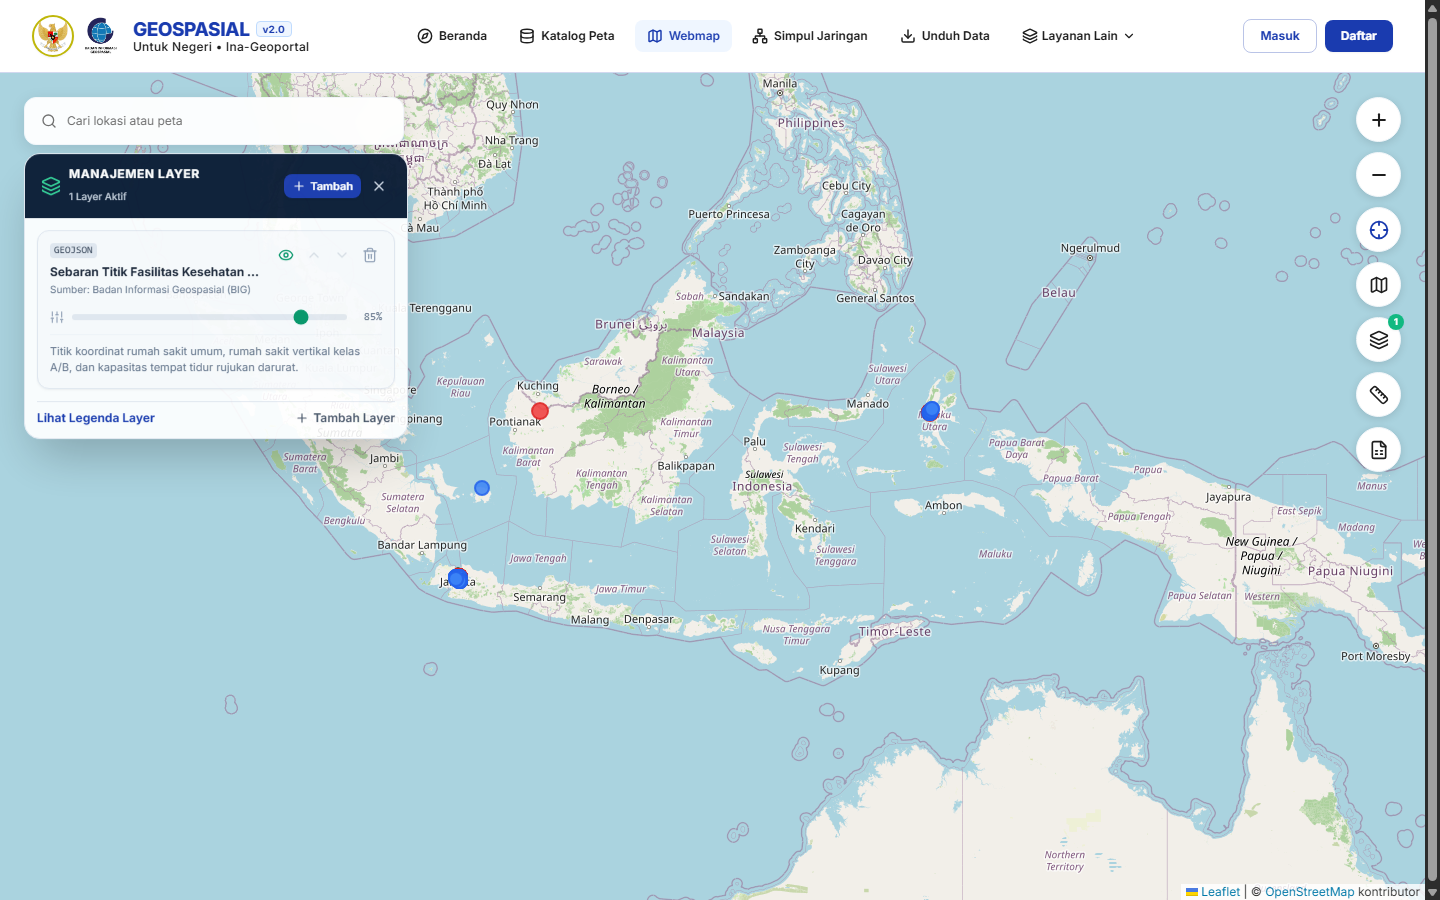 GEOSPASIAL v2.0
Untuk Negeri • Ina-Geoportal
Beranda
Katalog Peta
Webmap
Simpul Jaringan
Unduh Data
Layanan Lain
Masuk
Daftar
Cari lokasi atau peta
MANAJEMEN LAYER
1 Layer Aktif
Tambah
GEOJSON
Sebaran Titik Fasilitas Kesehatan ...
Sumber: Badan Informasi Geospasial (BIG)
85%
Titik koordinat rumah sakit umum, rumah sakit vertikal kelas
A/B, dan kapasitas tempat tidur rujukan darurat.
Lihat Legenda Layer
Tambah Layer
1
Manila
Quy Nhơn
Philippines
Nha Trang
Đà Lạt
Thành phố
Hồ Chí Minh
Cebu City
Puerto Princesa
Cagayan
de Oro
Zamboanga
City
Davao City
Ngerulmud
Belau
General Santos
Sabah
Sandakan
Terengganu
Brunei بروني
Malaysia
Sarawak
Kalimantan
Utara
Sulawesi
Utara
Kepulauan
Riau
Kuching
Borneo /
Kalimantan
Manado
Utara
Pontianak
pinang
Kalimantan
Timur
Sumatera
Barat
Jambi
Kalimantan
Barat
Palu
Sulawesi
Tengah
Papua Barat
Daya
Balikpapan
Kalimantan
Tengah
Sulawesi
Indonesia
Papua
Papua Barat
Manus
Sumatera
Selatan
Kalimantan
Selatan
Jayapura
Ambon
Bengkulu
Papua Tengah
East Sepik
Kendari
Madang
Bandar Lampung
Sulawesi
Selatan
Sulawesi
Tenggara
Maluku
New Guinea /
Papua /
Niugini
Jawa Tengah
Papua Niugini
Semarang
Jawa Timur
Papua Selatan
Western
Malang
Denpasar
Nusa Tenggara
Timur
Timor-Leste
Kupang
Port Moresby
Northern
Territory
Leaflet | © OpenStreetMap kontributor